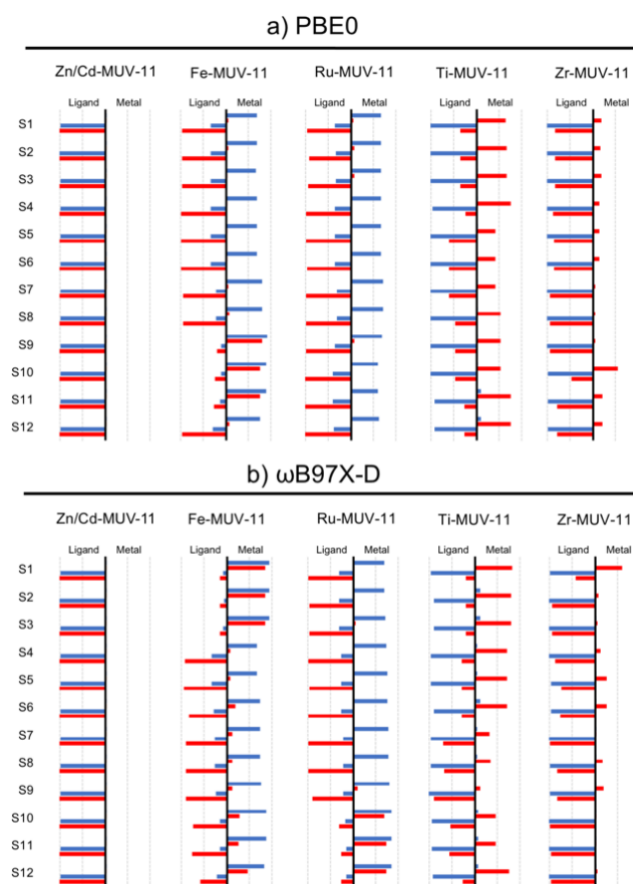 a) PBE0
Zn/Cd-MUV-11 Fe-MUV-11 Ru-MUV-11 Ti-MUV-11 Zr-MUV-11
Ligand Metal Ligand Metal Ligand Metal Ligand Metal Ligand Metal
S1
S2
S3
S4
S5
S6
S7
S8
S9
S10
S11
S12
b) ωB97X-D
Zn/Cd-MUV-11 Fe-MUV-11 Ru-MUV-11 Ti-MUV-11 Zr-MUV-11
Ligand Metal Ligand Metal Ligand Metal Ligand Metal Ligand Metal
S1
S2
S3
S4
S5
S6
S7
S8
S9
S10
S11
S12